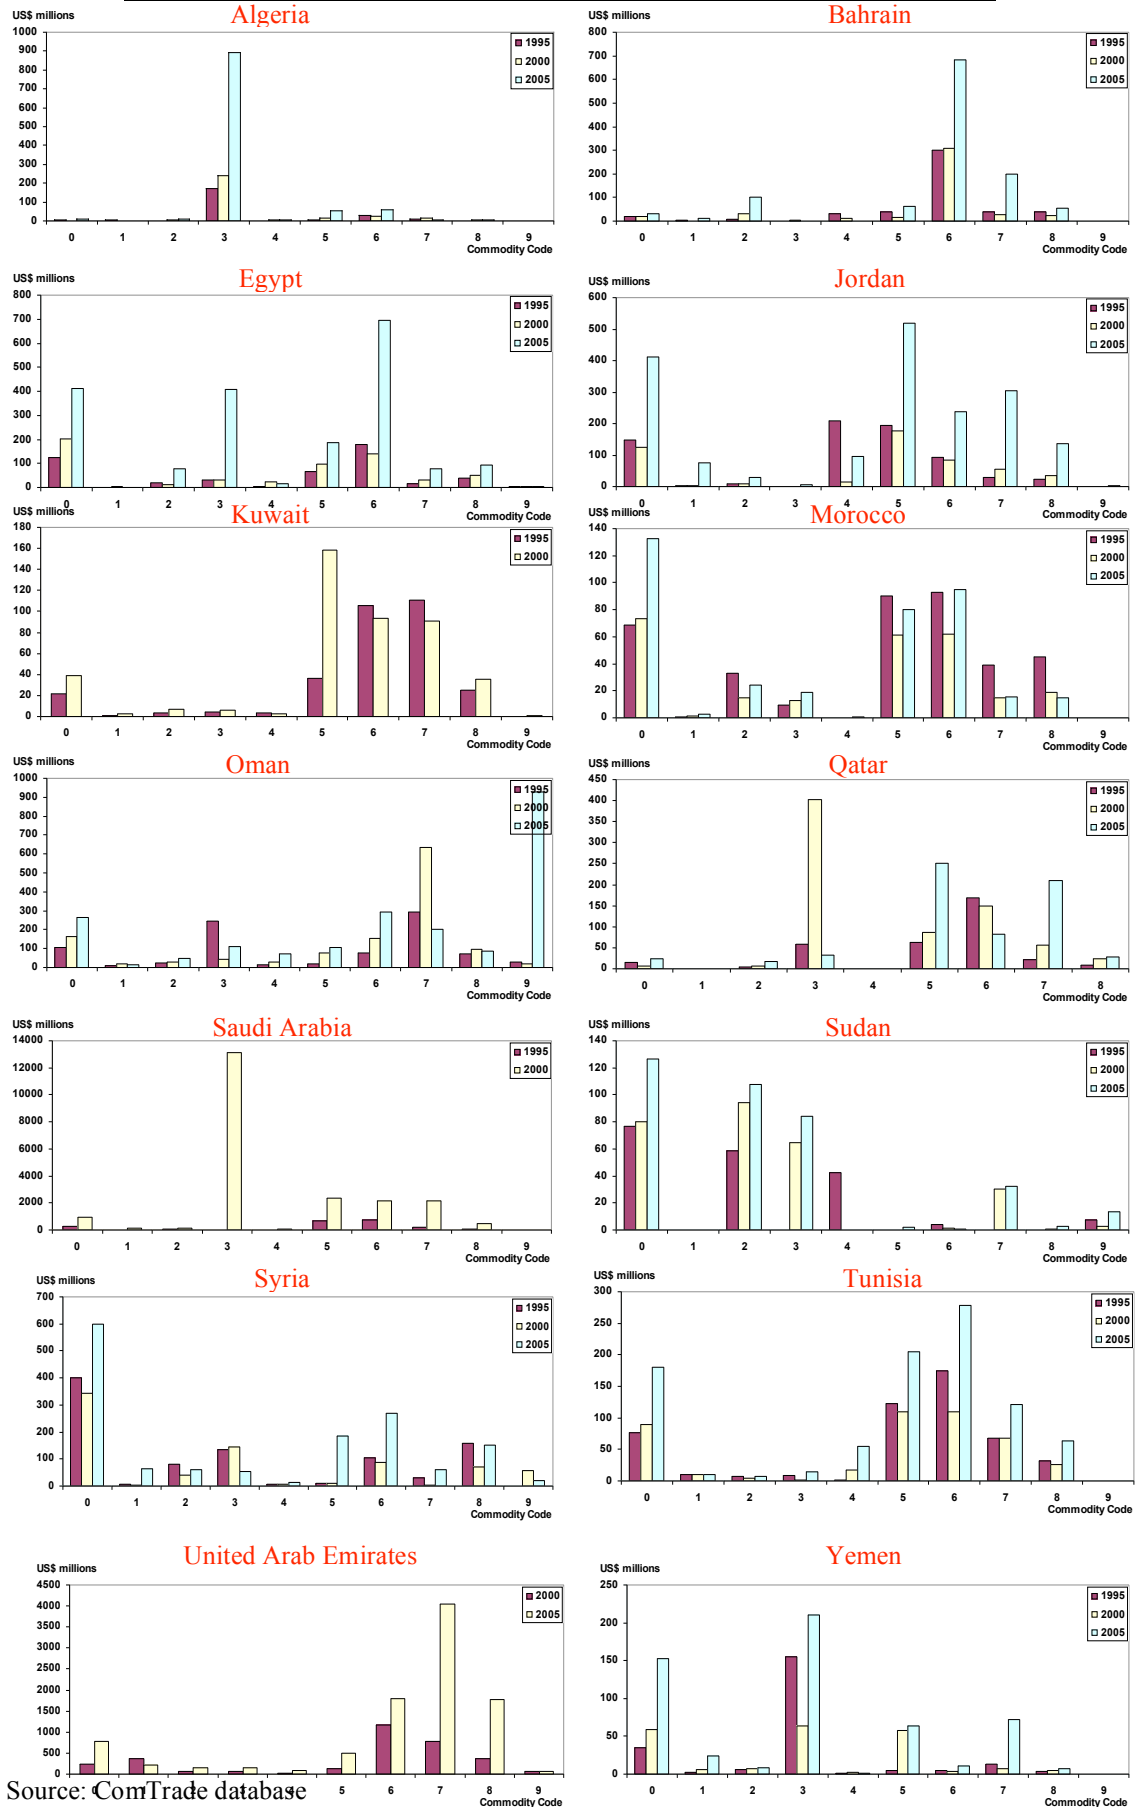 Algeria
US$ millions
1000
900
800
700
600
500
400
300
200
100
0
0 1 2 3 4 5 6 7 8 9
Commodity Code
1995
2000
2005
Bahrain
US$ millions
800
700
600
500
400
300
200
100
0
0 1 2 3 4 5 6 7 8 9
Commodity Code
1995
2000
2005
Egypt
US$ millions
800
700
600
500
400
300
200
100
0
0 1 2 3 4 5 6 7 8 9
Commodity Code
1995
2000
2005
Jordan
US$ millions
600
500
400
300
200
100
0
0 1 2 3 4 5 6 7 8 9
Commodity Code
1995
2000
2005
Kuwait
US$ millions
180
160
140
120
100
80
60
40
20
0
0 1 2 3 4 5 6 7 8 9
Commodity Code
1995
2000
Morocco
US$ millions
140
120
100
80
60
40
20
0
0 1 2 3 4 5 6 7 8 9
Commodity Code
1995
2000
2005
Oman
US$ millions
1000
900
800
700
600
500
400
300
200
100
0
0 1 2 3 4 5 6 7 8 9
Commodity Code
1995
2000
2005
Qatar
US$ millions
450
400
350
300
250
200
150
100
50
0
0 1 2 3 4 5 6 7 8
Commodity Code
1995
2000
2005
Saudi Arabia
US$ millions
14000
12000
10000
8000
6000
4000
2000
0
0 1 2 3 4 5 6 7 8 9
Commodity Code
1995
2000
Sudan
US$ millions
140
120
100
80
60
40
20
0
0 1 2 3 4 5 6 7 8 9
Commodity Code
1995
2000
2005
Syria
US$ millions
700
600
500
400
300
200
100
0
0 1 2 3 4 5 6 7 8 9
Commodity Code
1995
2000
2005
Tunisia
US$ millions
300
250
200
150
100
50
0
0 1 2 3 4 5 6 7 8 9
Commodity Code
1995
2000
2005
United Arab Emirates
US$ millions
4500
4000
3500
3000
2500
2000
1500
1000
500
0
0 1 2 3 4 5 6 7 8 9
Commodity Code
2000
2005
Yemen
US$ millions
250
200
150
100
50
0
0 1 2 3 4 5 6 7 8 9
Commodity Code
1995
2000
2005
Source: ComTrade database